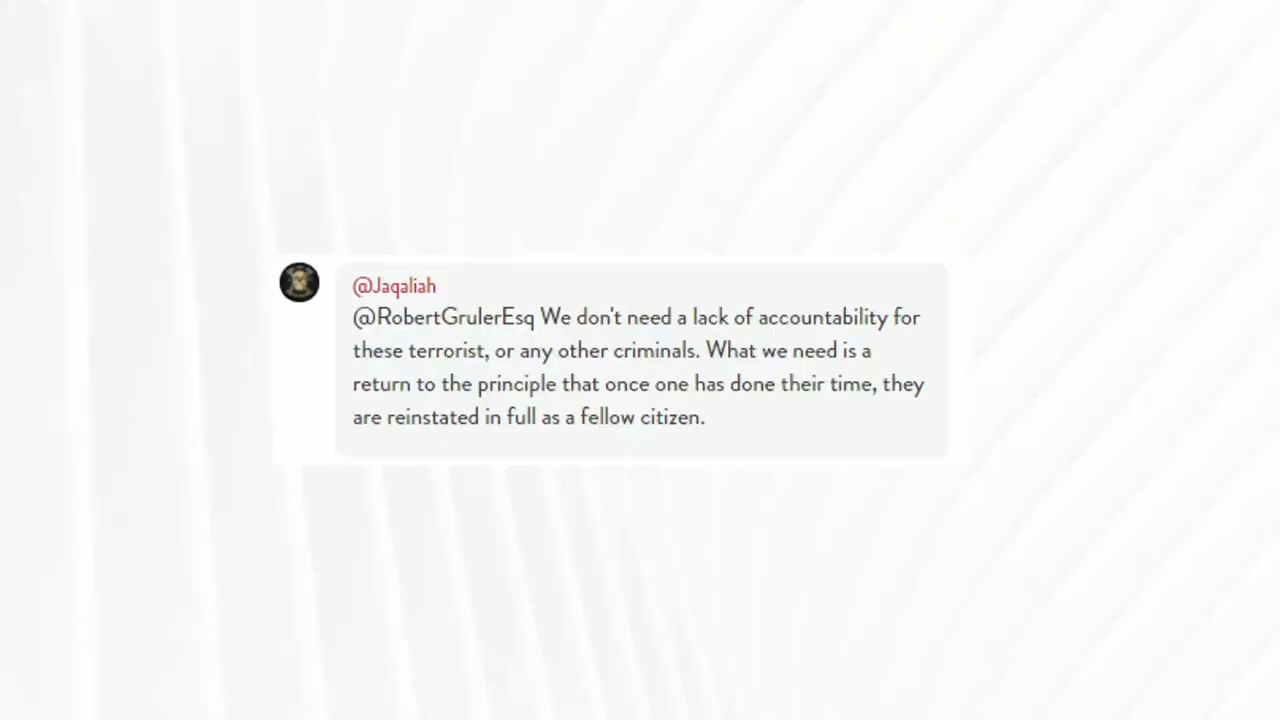 @Jaqaliah
@RobertGrulerEsq We don't need a lack of accountability for
these terrorist, or any other criminals. What we need is a
return to the principle that once one has done their time, they
are reinstated in full as a fellow citizen.